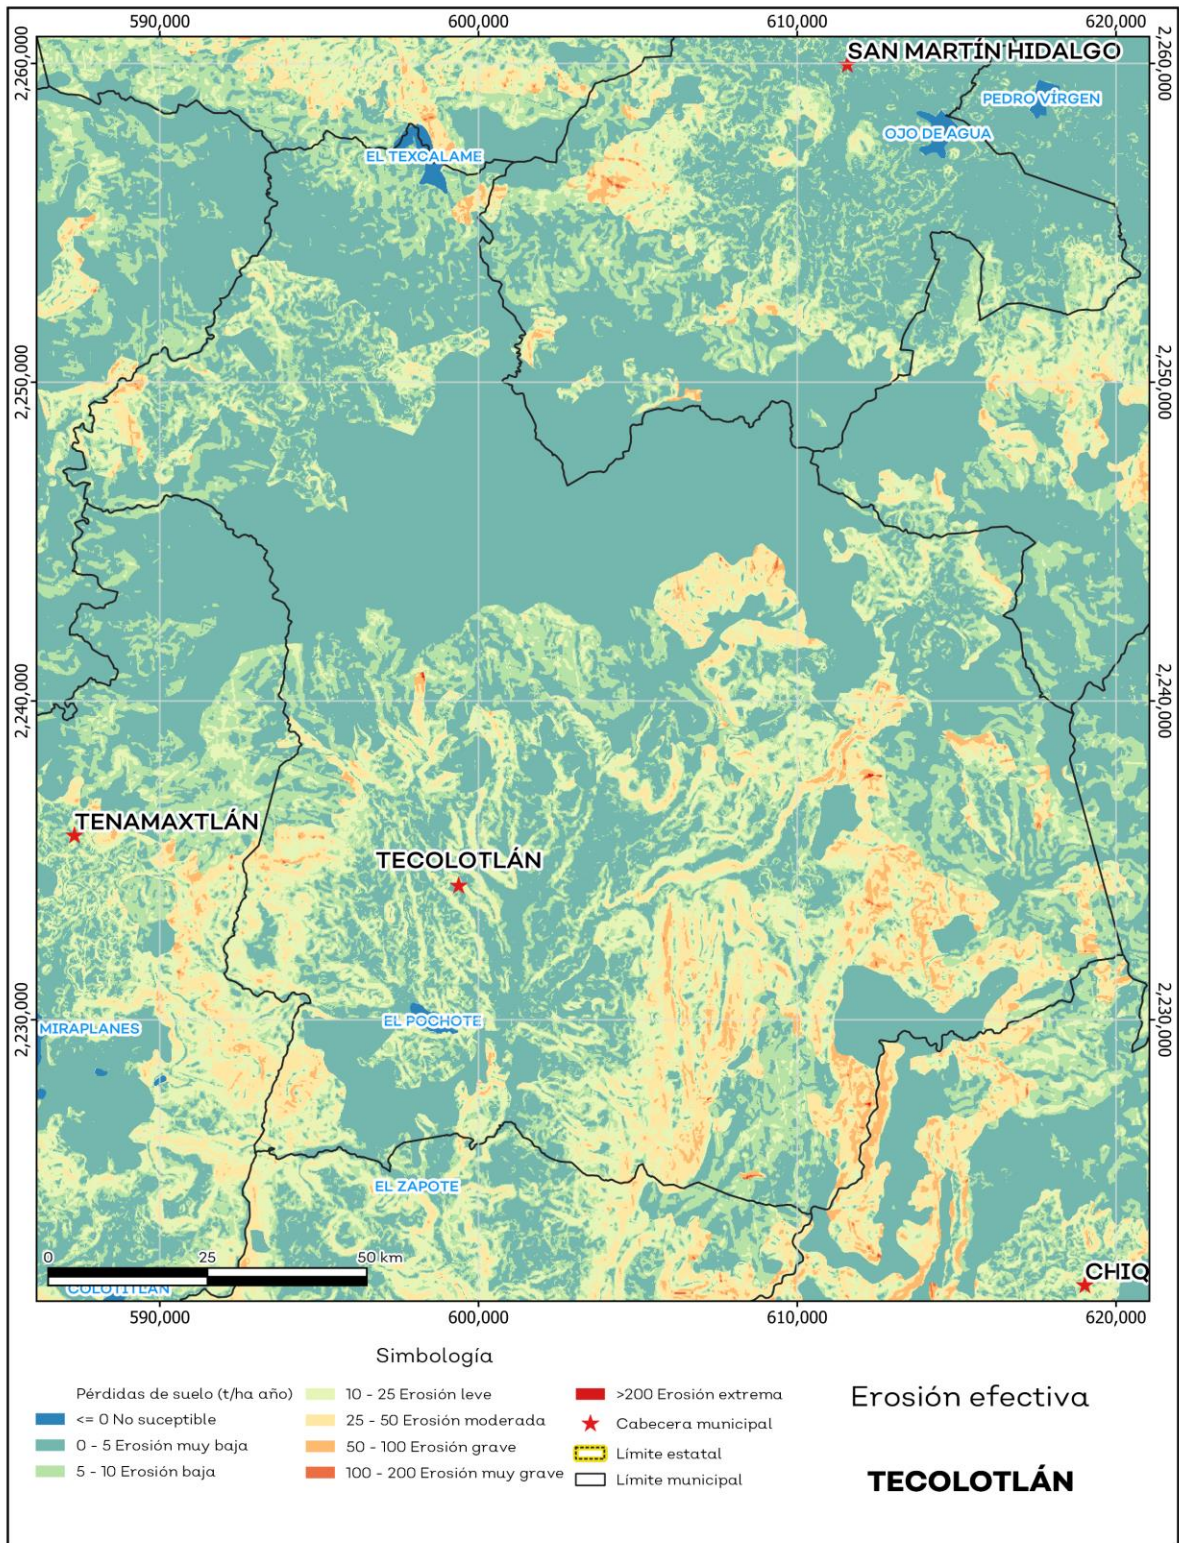 590,000 600,000 610,000 620,000
2,260,000 2,260,000
SAN MARTÍN HIDALGO
PEDRO VÍRGEN
OJO DE AGUA
EL TEXCALAME
2,250,000 2,250,000
2,240,000 2,240,000
TENAMAXTLÁN
TECOLOTLÁN
2,230,000 2,230,000
MIRAPLANES
EL POCHOTE
EL ZAPOTE
0 25 50 km
COLOTITLÁN
CHIQ
590,000 600,000 610,000 620,000
Simbología
Pérdidas de suelo (t/ha año)
<= 0 No suceptible
0 - 5 Erosión muy baja
5 - 10 Erosión baja
10 - 25 Erosión leve
25 - 50 Erosión moderada
50 - 100 Erosión grave
100 - 200 Erosión muy grave
>200 Erosión extrema
Cabecera municipal
Límite estatal
Límite municipal
Erosión efectiva
TECOLOTLÁN